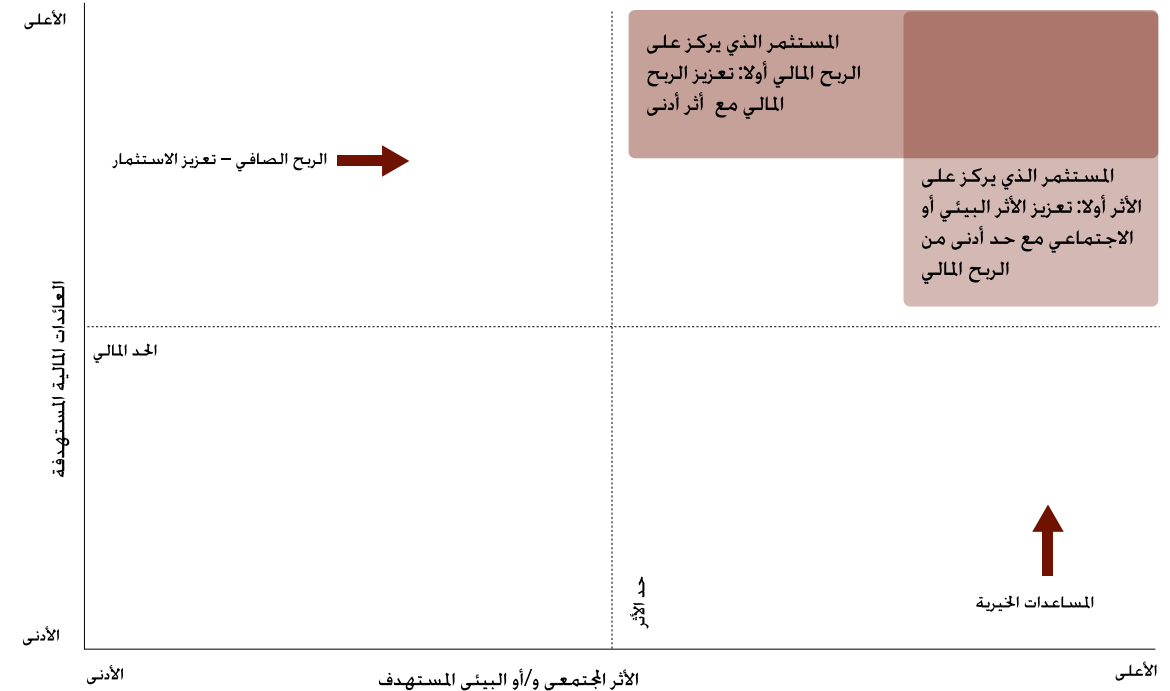 الأعلى
المستثمر الذي يركز على
الربح المالي أولا: تعزيز الربح
المالي مع أثر أدنى
الربح الصافي – تعزيز الاستثمار
المستثمر الذي يركز على
الأثر أولا: تعزيز الأثر البيئي أو
الاجتماعي مع حد أدنى من
الربح المالي
العائدات المالية المستهدفة
الحد المالي
حد الأثر
المساعدات الخيرية
الأدنى
الأدنى
الأثر المجتمعي و/أو البيئي المستهدف
الأعلى